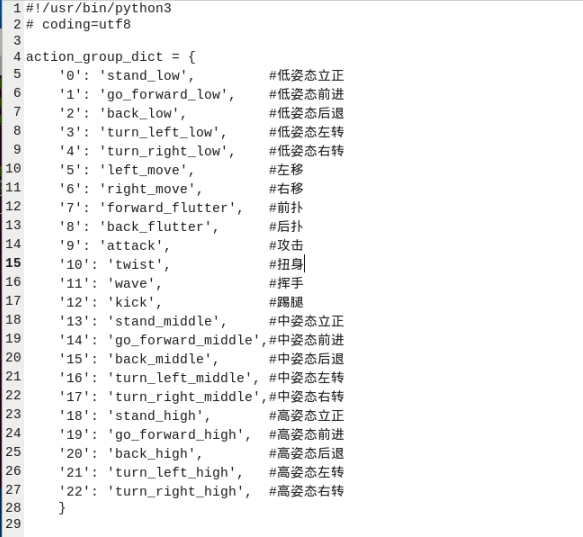 1 #!/usr/bin/python3
2 # coding=utf8
3
4 action_group_dict = {
5     '0': 'stand_low',         #低姿态立正
6     '1': 'go_forward_low',    #低姿态前进
7     '2': 'back_low',          #低姿态后退
8     '3': 'turn_left_low',     #低姿态左转
9     '4': 'turn_right_low',    #低姿态右转
10     '5': 'left_move',         #左移
11     '6': 'right_move',        #右移
12     '7': 'forward_flutter',   #前扑
13     '8': 'back_flutter',      #后扑
14     '9': 'attack',            #攻击
15     '10': 'twist',            #扭身
16     '11': 'wave',             #挥手
17     '12': 'kick',             #踢腿
18     '13': 'stand_middle',     #中姿态立正
19     '14': 'go_forward_middle',#中姿态前进
20     '15': 'back_middle',      #中姿态后退
21     '16': 'turn_left_middle', #中姿态左转
22     '17': 'turn_right_middle',#中姿态右转
23     '18': 'stand_high',       #高姿态立正
24     '19': 'go_forward_high',  #高姿态前进
25     '20': 'back_high',        #高姿态后退
26     '21': 'turn_left_high',   #高姿态左转
27     '22': 'turn_right_high',  #高姿态右转
28     }
29